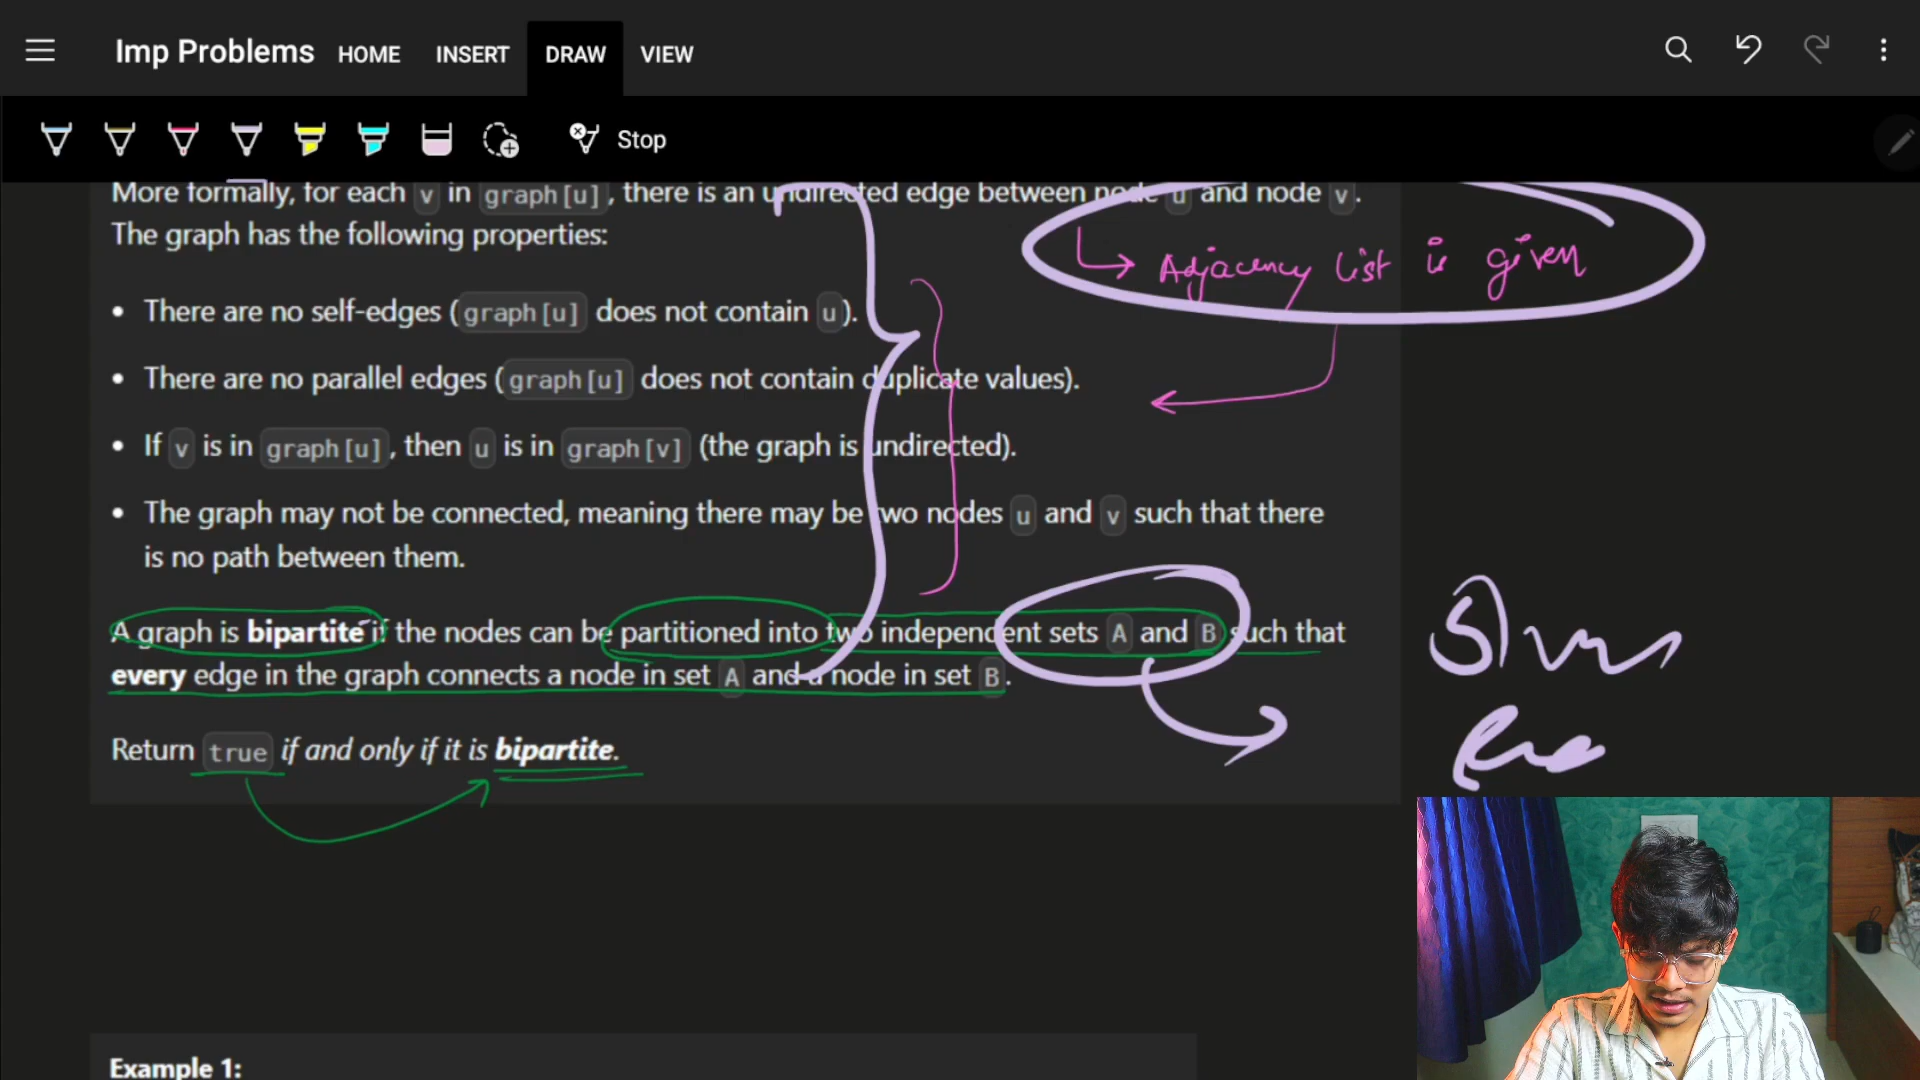 Imp Problems HOME INSERT DRAW VIEW
Stop
More formally, for each v in graph[u], there is an undirected edge between node u and node v.
The graph has the following properties:
Adjacency list is given
• There are no self-edges (graph[u] does not contain u).
• There are no parallel edges (graph[u] does not contain duplicate values).
• If v is in graph[u], then u is in graph[v] (the graph is undirected).
• The graph may not be connected, meaning there may be two nodes u and v such that there
is no path between them.
A graph is bipartite if the nodes can be partitioned into two independent sets A and B such that
every edge in the graph connects a node in set A and a node in set B.
Return true if and only if it is bipartite.
Example 1: